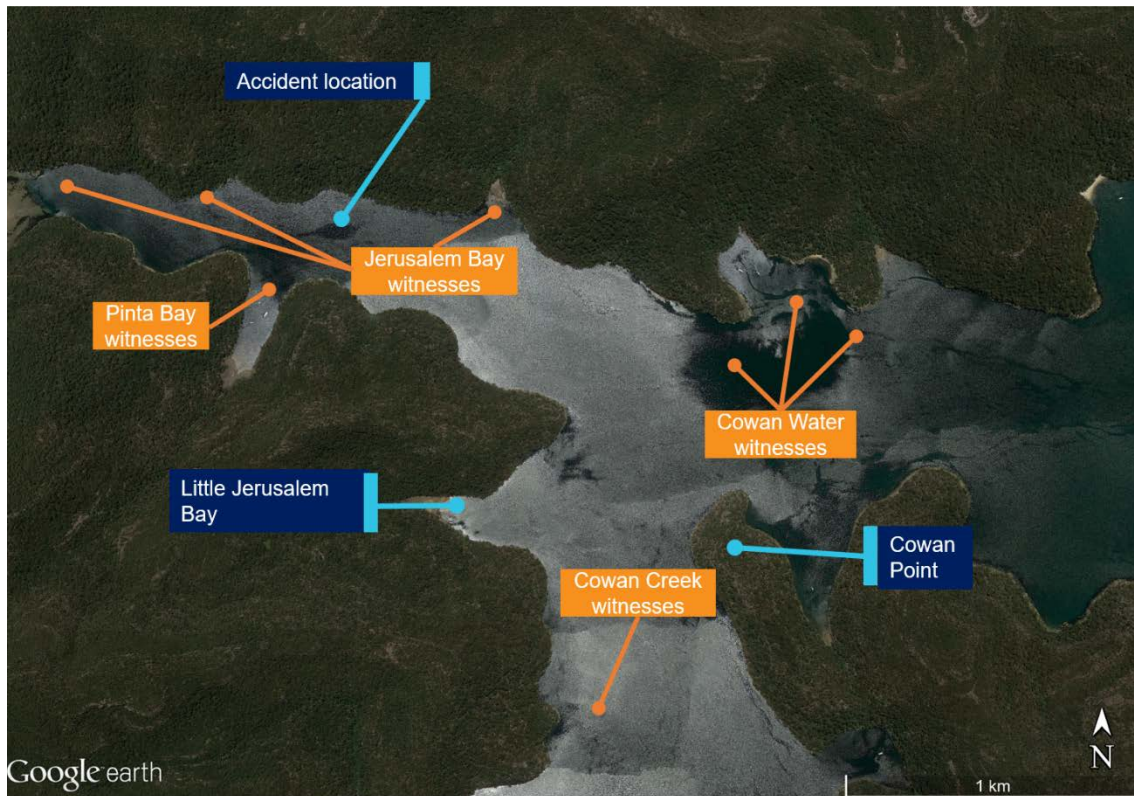 Accident location
Jerusalem Bay
witnesses
Pinta Bay
witnesses
Cowan Water
witnesses
Little Jerusalem
Bay
Cowan
Point
Cowan Creek
witnesses
N
Google earth
1 km